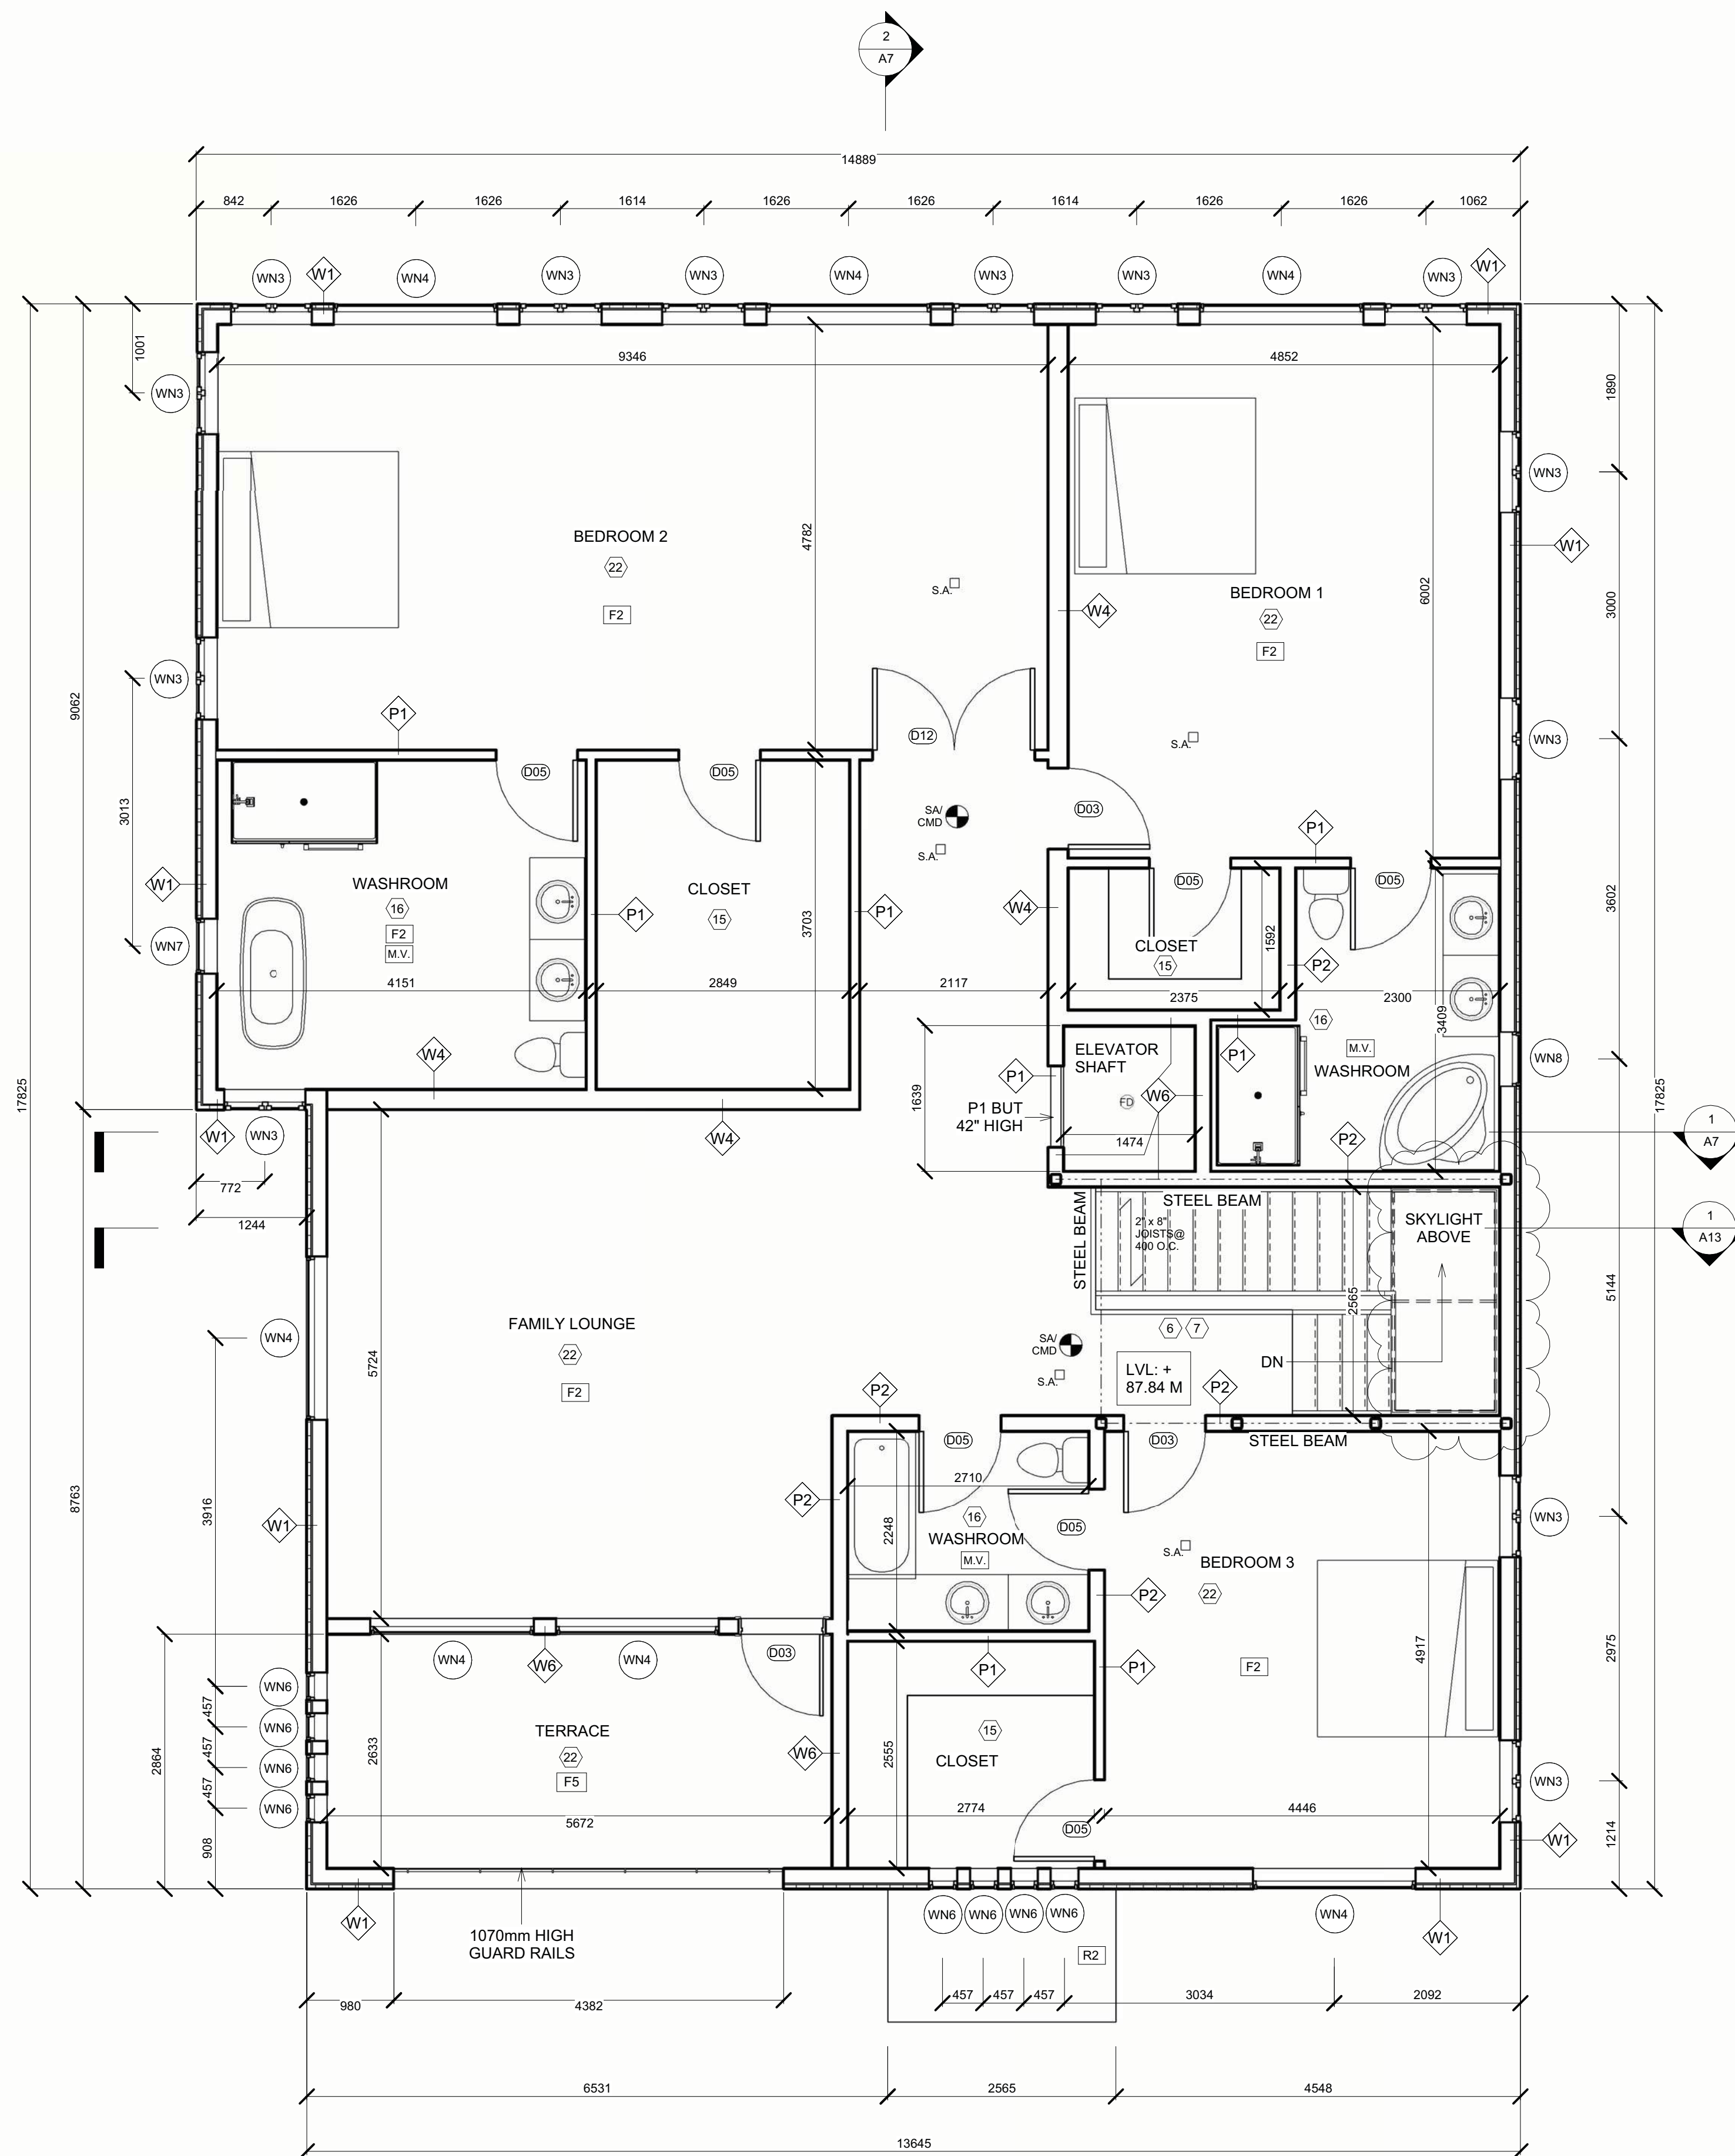 2
A7
14889
842 1626 1626 1614 1626 1626 1614 1626 1626 1062
WN3 W1 WN4 WN3 WN3 WN4 WN3 WN3 WN4 WN3 W1
1001
9346 4852
1890
WN3
WN3
BEDROOM 2
22
F2
4782
S.A.
W1
BEDROOM 1
22
F2
6002
W4
3000
WN3
9062
P1
D12
S.A.
WN3
D05 D05
3013
SA/
CMD
D03
S.A.
P1
W1
WASHROOM
16
F2
M.V.
P1
CLOSET
15
3703
P1
W4
D05
D05
3602
CLOSET
15
1592
P2
WN7
4151 2849 2117 2375 2300
3409
16
M.V.
WASHROOM
W4
ELEVATOR
SHAFT
P1
WN8
17825
17825
P1
1639
P1 BUT
42" HIGH
FD
W6
1474
P2
W1 WN3
W4
1
A7
772
1244
STEEL BEAM
STEEL BEAM
2" x 8"
JOISTS@
400 O.C.
SKYLIGHT
ABOVE
1
A13
5144
2565
FAMILY LOUNGE
22
F2
5724
WN4
SA/
CMD
S.A.
6 7
LVL: +
87.84 M
DN
P2
P2
STEEL BEAM
D05
D03
8763
3916
W1
P2
2710
2248
16
WASHROOM
M.V.
D05
S.A.
BEDROOM 3
22
WN3
P2
4917
2975
WN4 W6 WN4
D03
P1
P1
F2
WN6
457
WN6
457
WN6
457
WN6
2864
908
TERRACE
22
F5
2633
W6
2555
15
CLOSET
WN3
5672 2774 4446
D05
1214
W1
W1
1070mm HIGH
GUARD RAILS
WN6 WN6 WN6 WN6
WN4
W1
R2
980 4382 457 457 457 3034 2092
6531 2565 4548
13645